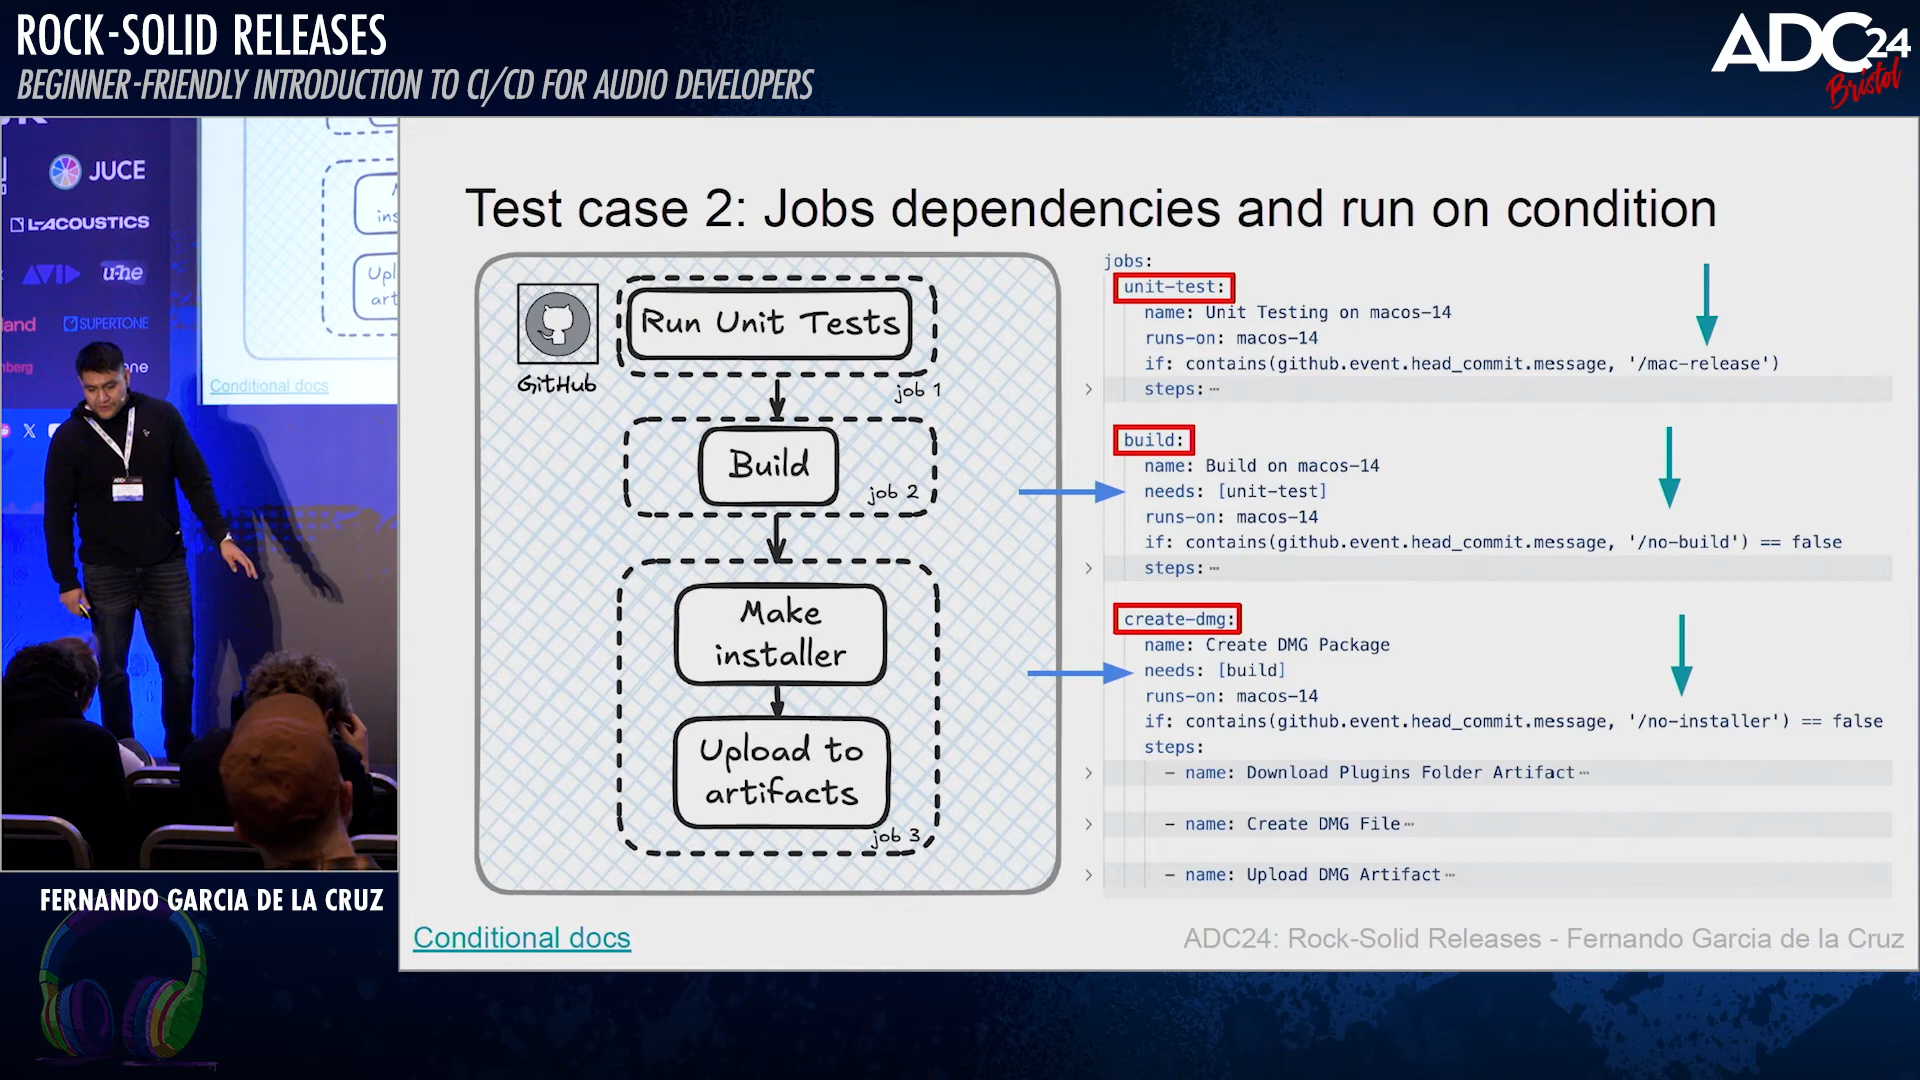 ROCK-SOLID RELEASES
BEGINNER-FRIENDLY INTRODUCTION TO CI/CD FOR AUDIO DEVELOPERS
ADC24
Bristol
JUCE
L-ACOUSTICS
AVID
u-he
land
SUPERTONE
nberg
one
X
Conditional docs
FERNANDO GARCIA DE LA CRUZ
Test case 2: Jobs dependencies and run on condition
GitHub
Run Unit Tests
job 1
Build
job 2
Make
installer
Upload to
artifacts
job 3
jobs:
unit-test:
name: Unit Testing on macos-14
runs-on: macos-14
if: contains(github.event.head_commit.message, '/mac-release')
> steps: ⋯
build:
name: Build on macos-14
needs: [unit-test]
runs-on: macos-14
if: contains(github.event.head_commit.message, '/no-build') == false
> steps: ⋯
create-dmg:
name: Create DMG Package
needs: [build]
runs-on: macos-14
if: contains(github.event.head_commit.message, '/no-installer') == false
steps:
> - name: Download Plugins Folder Artifact⋯
> - name: Create DMG File⋯
> - name: Upload DMG Artifact⋯
Conditional docs
ADC24: Rock-Solid Releases - Fernando Garcia de la Cruz